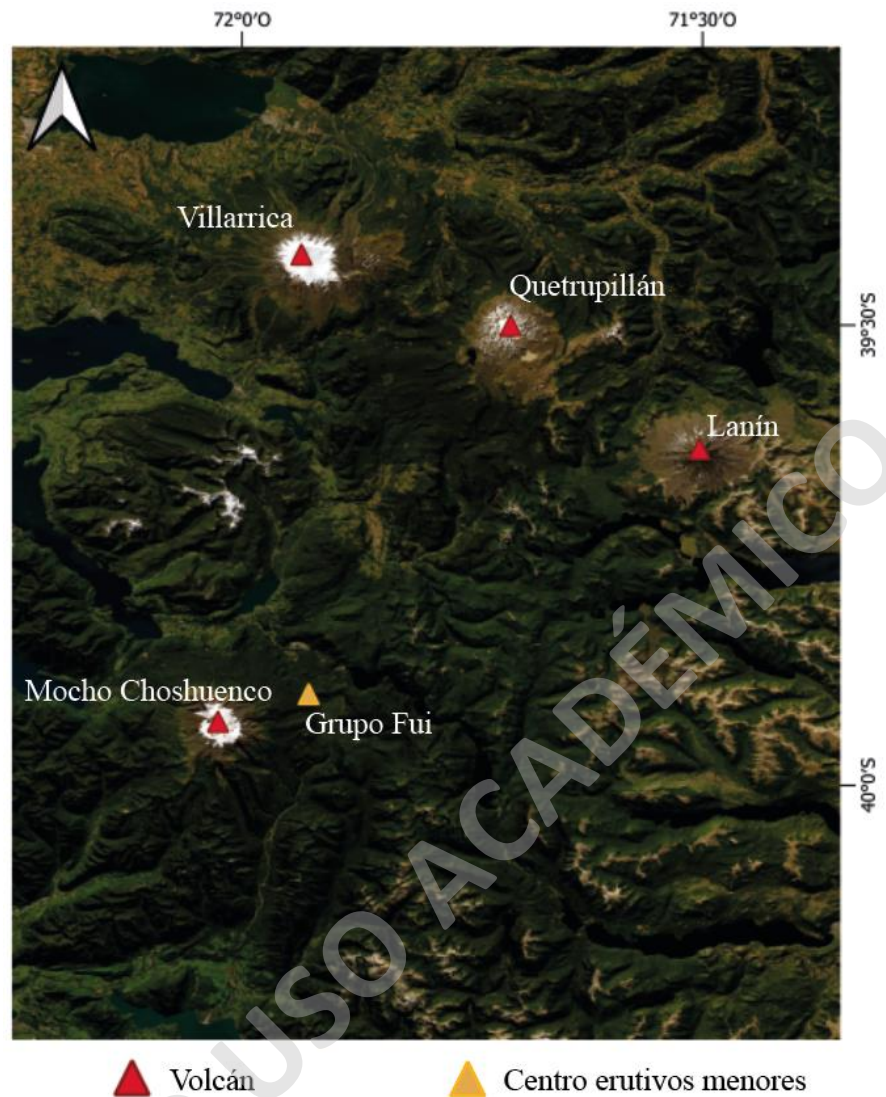 72°0'O 71°30'O
Villarrica
Quetrupillán
39°30'S
Lanín
Mocho Choshuenco
Grupo Fui
40°0'S
USO ACADÉMICO
Volcán Centro erutivos menores